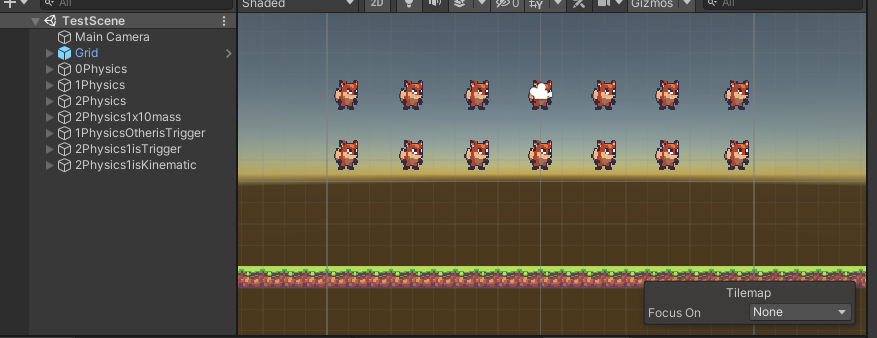 All
Shaded
2D
0
Gizmos
All
TestScene
Main Camera
Grid
0Physics
1Physics
2Physics
2Physics1x10mass
1PhysicsOtherisTrigger
2Physics1isTrigger
2Physics1isKinematic
Tilemap
Focus On
None